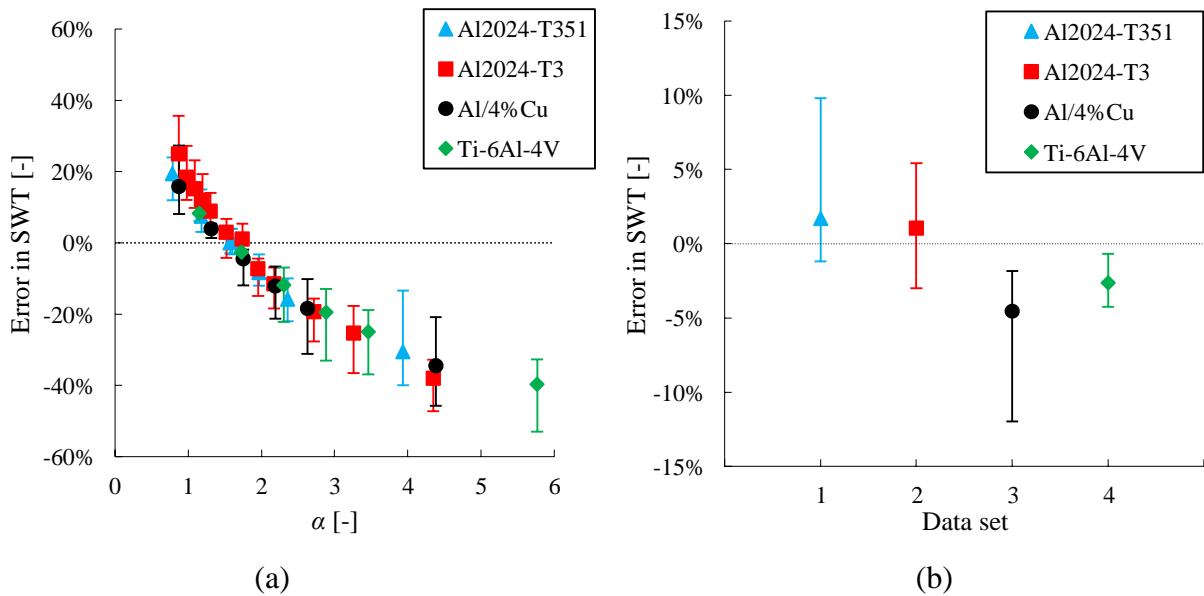 60%
40%
20%
0%
-20%
-40%
-60%
Error in SWT [-]
0 1 2 3 4 5 6
α [-]
Al2024-T351
Al2024-T3
Al/4%Cu
Ti-6Al-4V
(a)
15%
10%
5%
0%
-5%
-10%
-15%
Error in SWT [-]
1 2 3 4
Data set
Al2024-T351
Al2024-T3
Al/4%Cu
Ti-6Al-4V
(b)